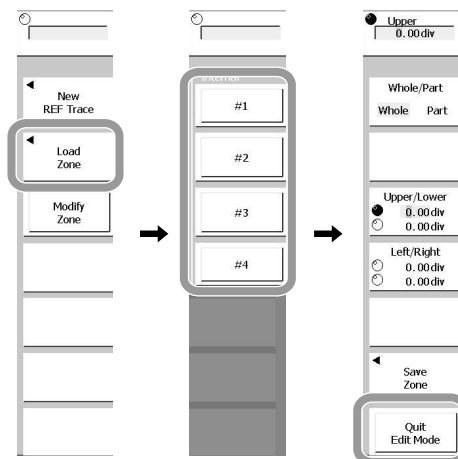 New
REF Trace
Load
Zone
Modify
Zone
Internal
#1
#2
#3
#4
Upper
0.00div
Whole/Part
Whole Part
Upper/Lower
0.00div
0.00div
Left/Right
0.00div
0.00div
Save
Zone
Quit
Edit Mode